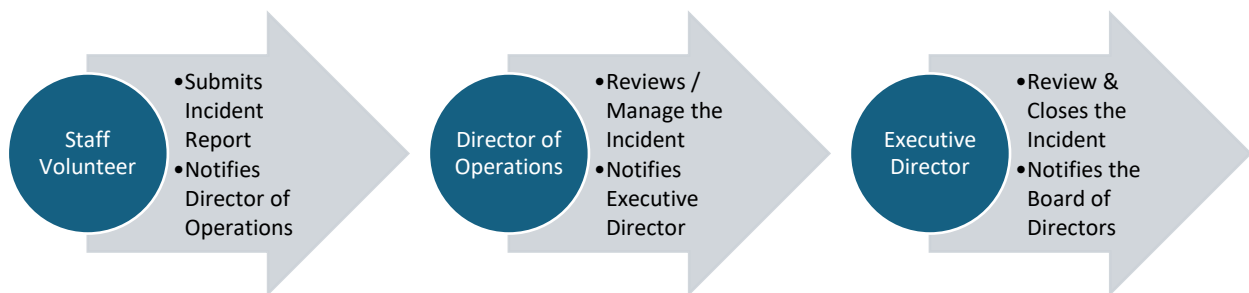 Staff
Volunteer
•Submits
Incident
Report
•Notifies
Director of
Operations
Director of
Operations
•Reviews /
Manage the
Incident
•Notifies
Executive
Director
Executive
Director
•Review &
Closes the
Incident
•Notifies the
Board of
Directors